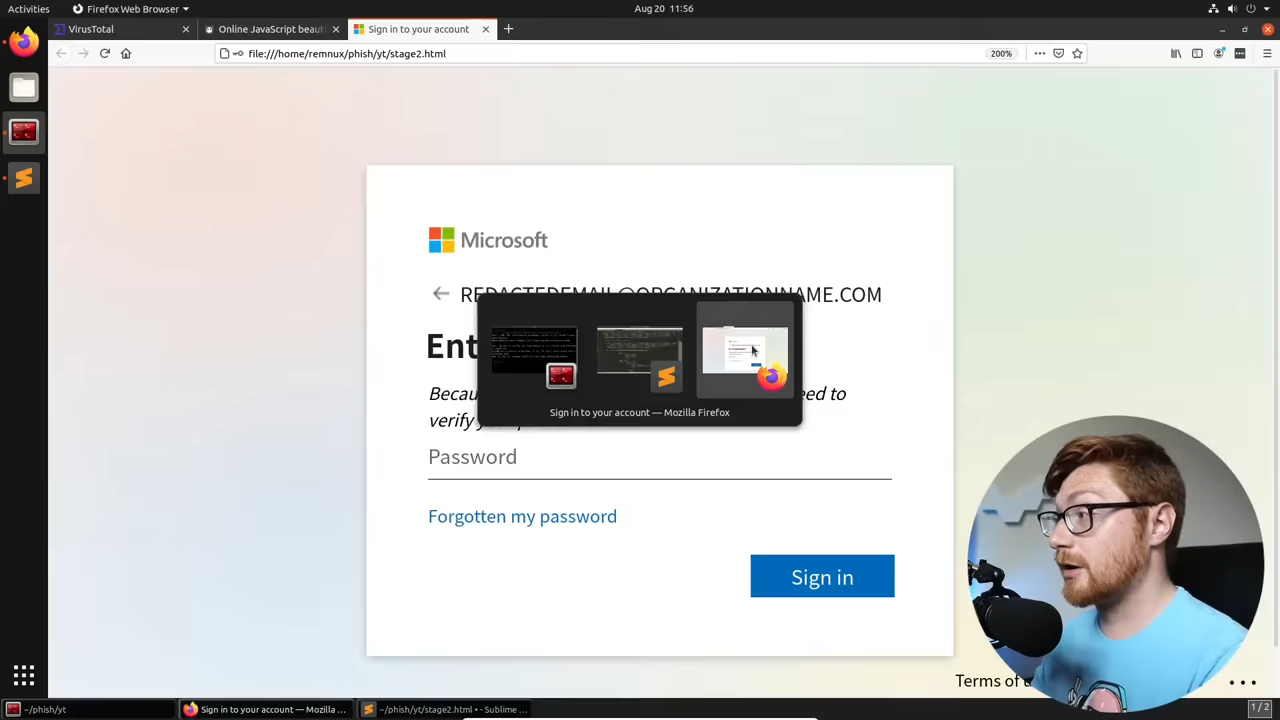 Activities
Firefox Web Browser
Aug 20 11:56
VirusTotal
Online JavaScript beau
Sign in to your account
file:///home/remnux/phish/yt/stage2.html
200%
Microsoft
REDACTEDEMAIL@ORGANIZATIONNAME.COM
Ent
Becau
eed to
verify y
Sign in to your account — Mozilla Firefox
Password
Forgotten my password
Sign in
Terms of u
~/phish/yt
Sign in to your account — Mozilla ...
~/phish/yt/stage2.html • - Sublime ...
1 / 2